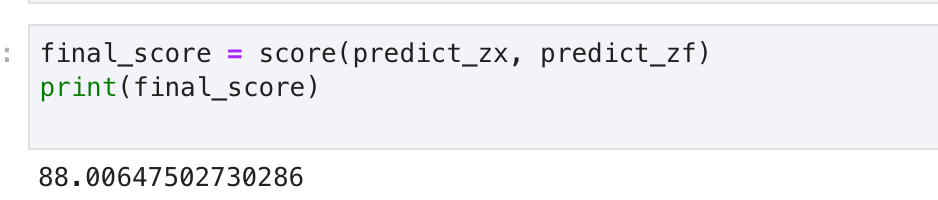 :
final_score = score(predict_zx, predict_zf)
print(final_score)
88.00647502730286